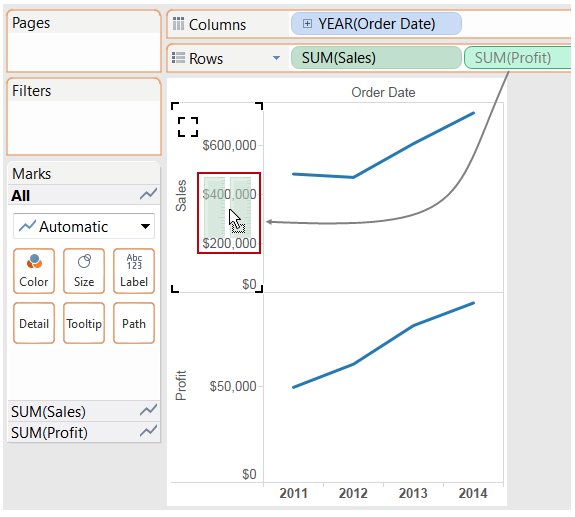 Pages
Columns
YEAR(Order Date)
Rows
SUM(Sales)
SUM(Profit)
Filters
Marks
All
Automatic
Color
Size
Abc
123
Label
Detail
Tooltip
Path
SUM(Sales)
SUM(Profit)
Order Date
Sales
$600,000
$400,000
$200,000
$0
Profit
$50,000
$0
2011
2012
2013
2014